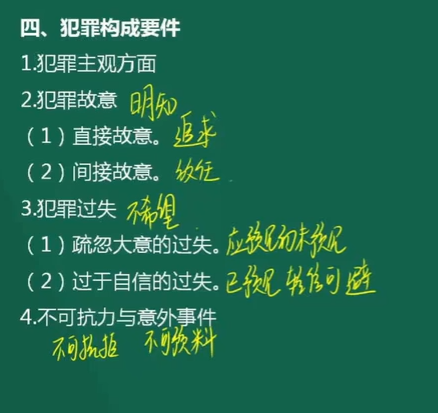 四、犯罪构成要件
1.犯罪主观方面
2.犯罪故意 明知
（1）直接故意。追求
（2）间接故意。放任
3.犯罪过失 不希望
（1）疏忽大意的过失。应预见而未预见
（2）过于自信的过失。已预见 轻信可避
4.不可抗力与意外事件
不可抗拒 不可预料